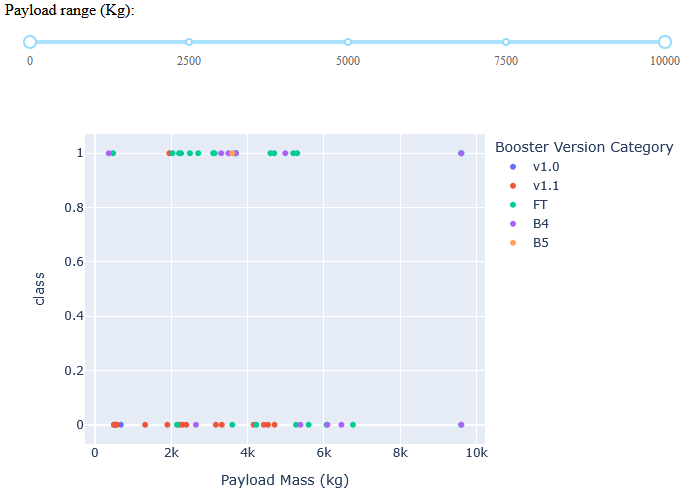 Payload range (Kg):
0 2500 5000 7500 10000
Booster Version Category
v1.0
v1.1
FT
B4
B5
1
0.8
0.6
0.4
0.2
0
class
0 2k 4k 6k 8k 10k
Payload Mass (kg)